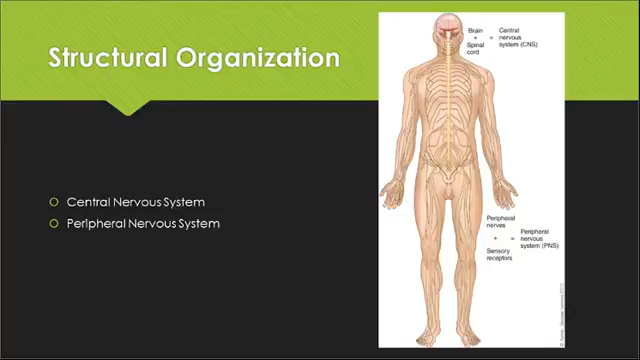 Structural Organization
Central Nervous System
Peripheral Nervous System
Brain
+
Spinal
cord
=
Central
nervous
system (CNS)
Peripheral
nerves
+
Sensory
receptors
=
Peripheral
nervous
system (PNS)